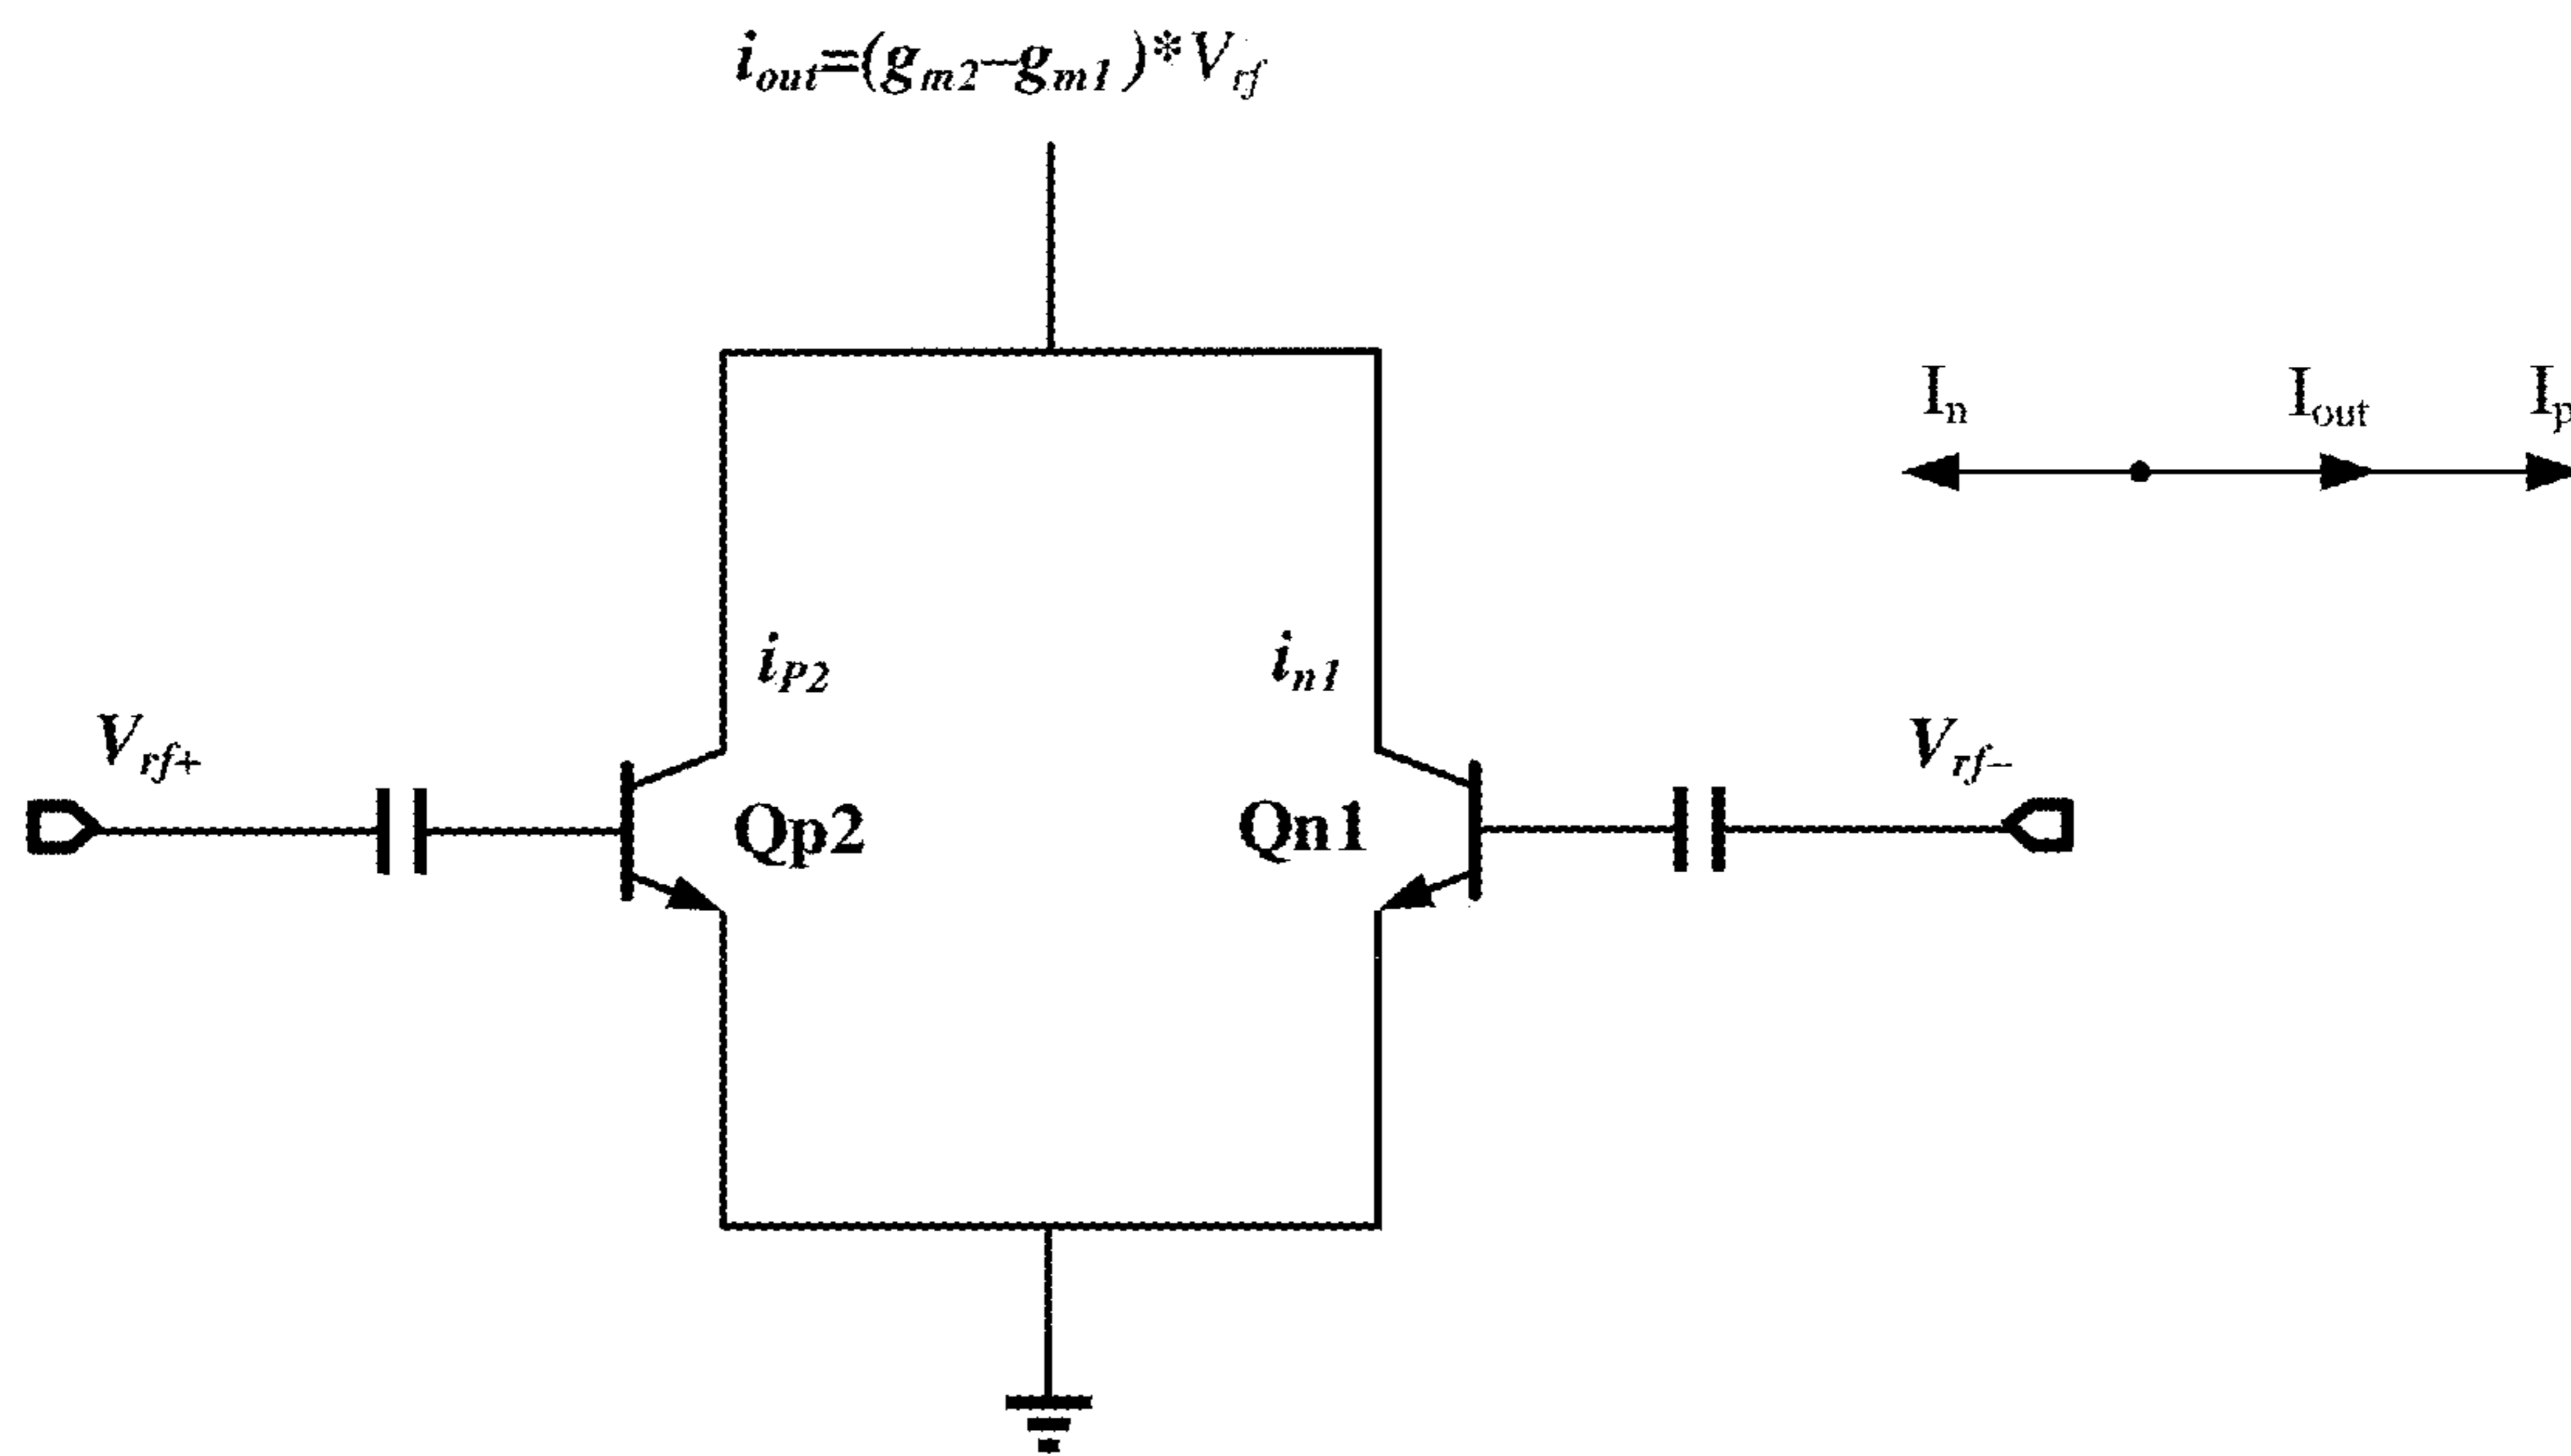 i_out=(g_m2−g_m1)*V_rf
I_n I_out I_p
i_P2 i_n1
V_rf+ V_rf−
Qp2 Qn1